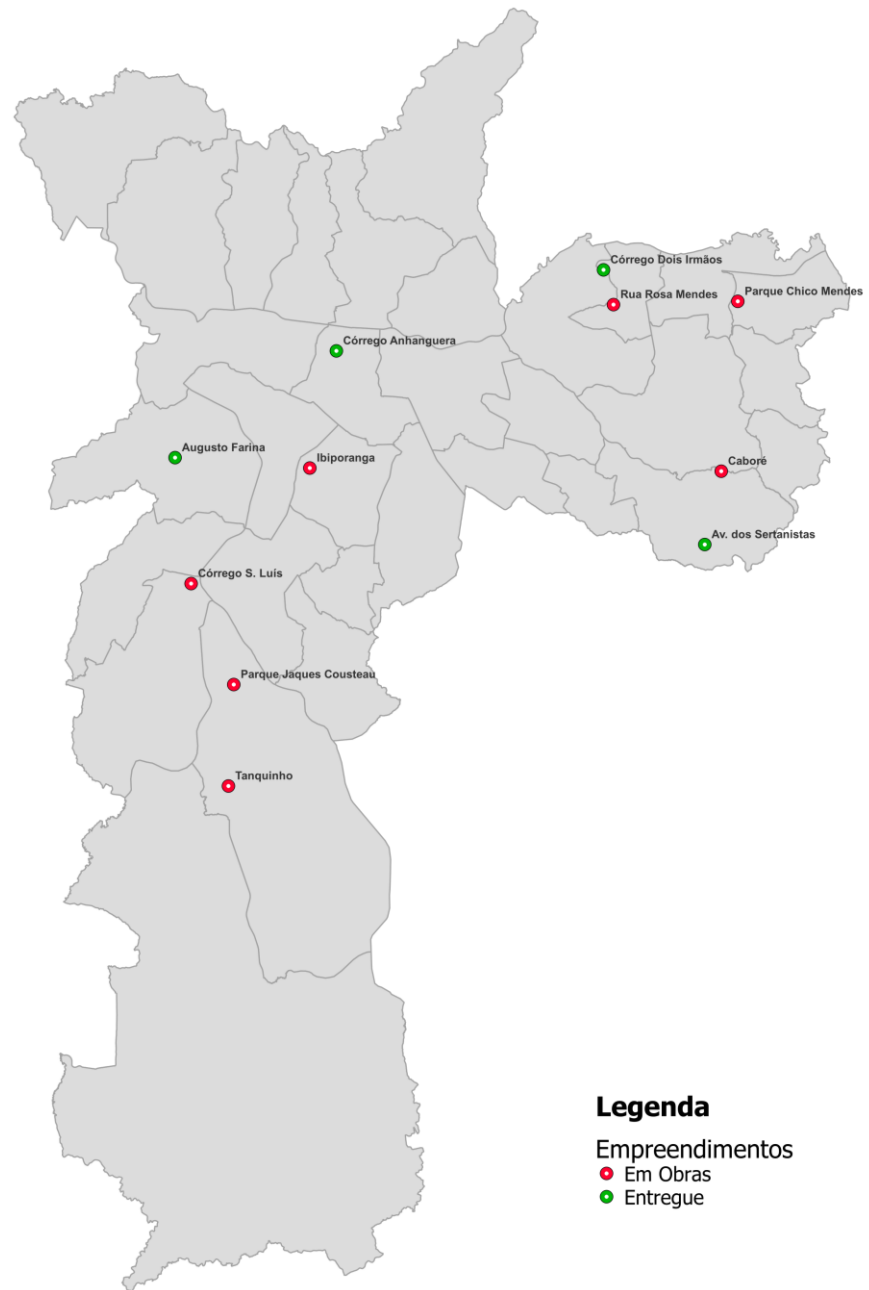 Córrego Dois Irmãos
Rua Rosa Mendes
Parque Chico Mendes
Córrego Anhanguera
Augusto Farina
Ibiporanga
Caboré
Av. dos Sertanistas
Córrego S. Luís
Parque Jaques Cousteau
Tanquinho
Legenda
Empreendimentos
Em Obras
Entregue